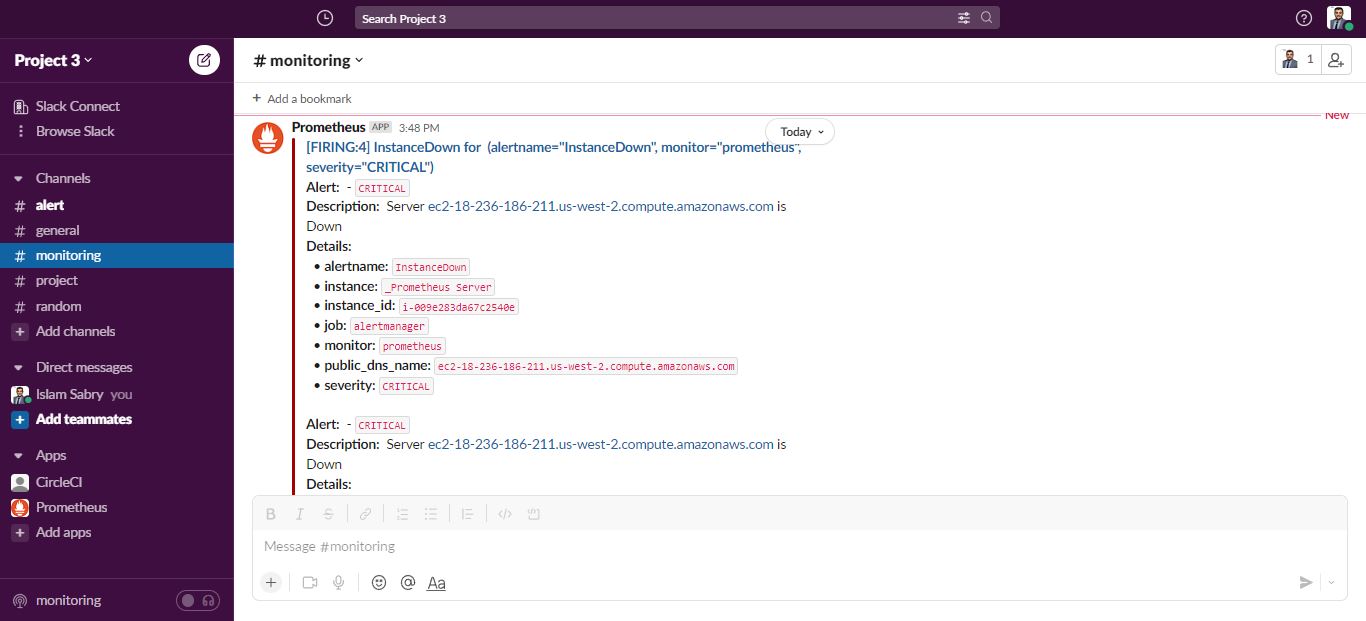 Search Project 3
Project 3
Slack Connect
Browse Slack
Channels
# alert
# general
# monitoring
# project
# random
+ Add channels
Direct messages
Islam Sabry you
+ Add teammates
Apps
CircleCI
Prometheus
+ Add apps
monitoring
# monitoring
1
+ Add a bookmark
New
Today
Prometheus APP 3:48 PM
[FIRING:4] InstanceDown for (alertname="InstanceDown", monitor="prometheus",
severity="CRITICAL")
Alert: - CRITICAL
Description: Server ec2-18-236-186-211.us-west-2.compute.amazonaws.com is
Down
Details:
• alertname: InstanceDown
• instance: _Prometheus Server
• instance_id: i-009e283da67c2540e
• job: alertmanager
• monitor: prometheus
• public_dns_name: ec2-18-236-186-211.us-west-2.compute.amazonaws.com
• severity: CRITICAL
Alert: - CRITICAL
Description: Server ec2-18-236-186-211.us-west-2.compute.amazonaws.com is
Down
Details:
B I S
Message #monitoring
+ @ Aa